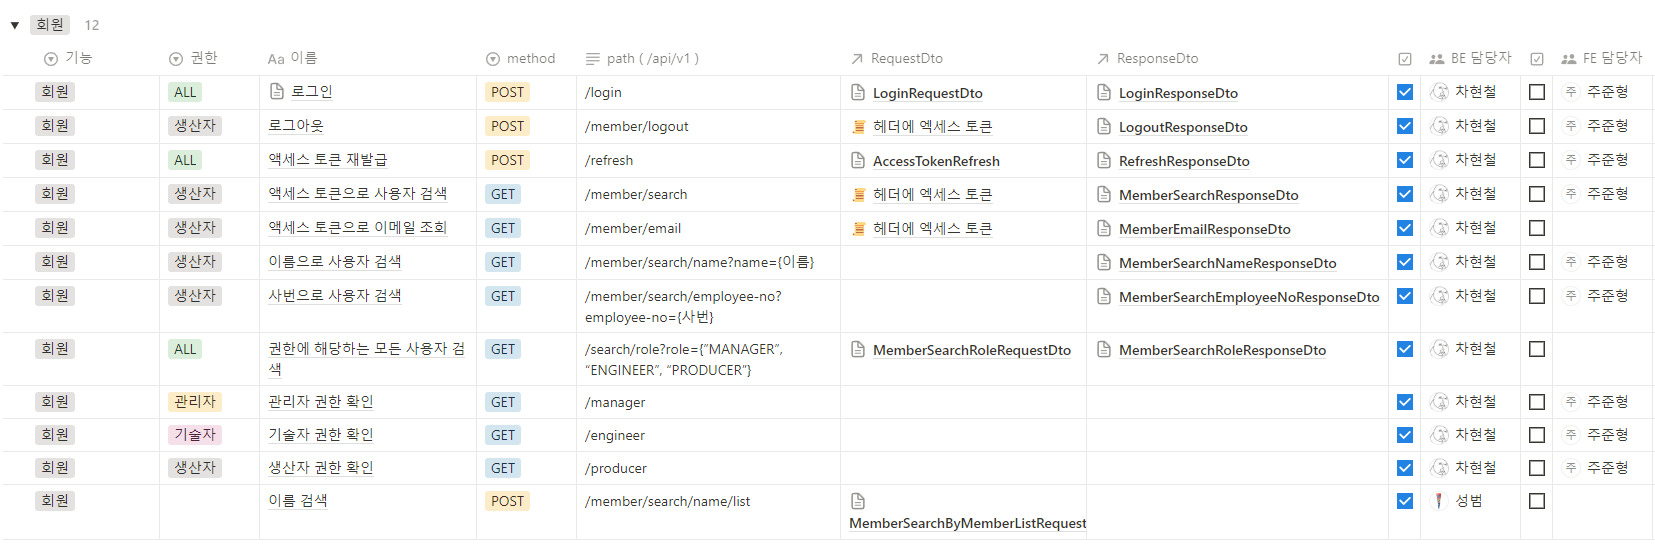 회원 12
기능 권한 Aa 이름 method path ( /api/v1 ) RequestDto ResponseDto BE 담당자 FE 담당자
회원 ALL 로그인 POST /login LoginRequestDto LoginResponseDto 차현철 주 주준형
회원 생산자 로그아웃 POST /member/logout 헤더에 엑세스 토큰 LogoutResponseDto 차현철 주 주준형
회원 ALL 액세스 토큰 재발급 POST /refresh AccessTokenRefresh RefreshResponseDto 차현철 주 주준형
회원 생산자 액세스 토큰으로 사용자 검색 GET /member/search 헤더에 엑세스 토큰 MemberSearchResponseDto 차현철 주 주준형
회원 생산자 액세스 토큰으로 이메일 조회 GET /member/email 헤더에 엑세스 토큰 MemberEmailResponseDto 차현철
회원 생산자 이름으로 사용자 검색 GET /member/search/name?name={이름} MemberSearchNameResponseDto 차현철 주 주준형
회원 생산자 사번으로 사용자 검색 GET /member/search/employee-no? MemberSearchEmployeeNoResponseDto 차현철 주 주준형
employee-no={사번}
회원 ALL 권한에 해당하는 모든 사용자 검 GET /search/role?role={"MANAGER", MemberSearchRoleRequestDto MemberSearchRoleResponseDto 차현철
색 "ENGINEER", "PRODUCER"}
회원 관리자 관리자 권한 확인 GET /manager 차현철 주 주준형
회원 기술자 기술자 권한 확인 GET /engineer 차현철 주 주준형
회원 생산자 생산자 권한 확인 GET /producer 차현철 주 주준형
회원 이름 검색 POST /member/search/name/list 성범
MemberSearchByMemberListRequest